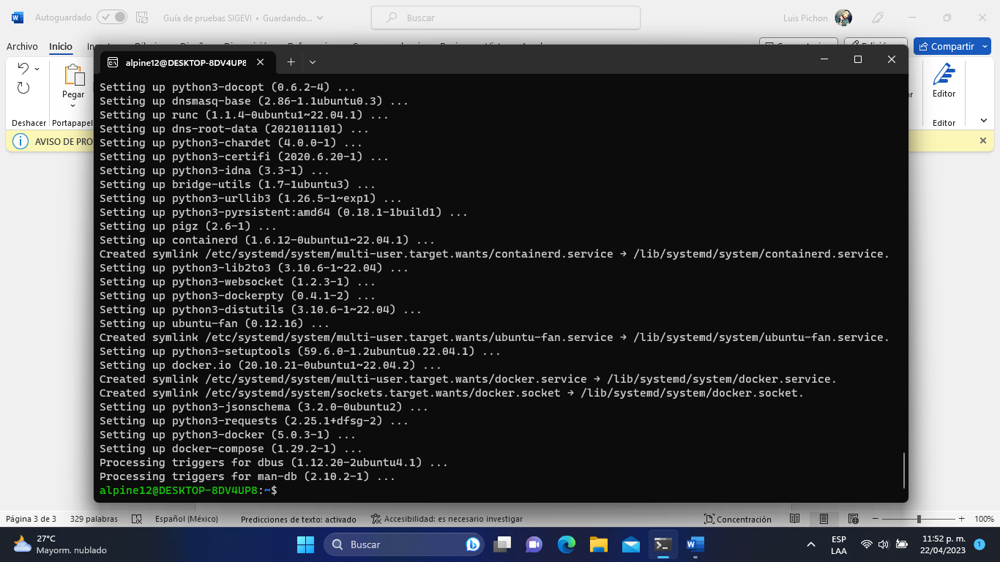 Autoguardado
Guía de pruebas SIGEVI • Guardando...
Buscar
Luis Pichon
Archivo
Inicio
Compartir
alpine12@DESKTOP-8DV4UP8
Pegar
Deshacer
Portapapel
Editor
Editor
AVISO DE PRO
Setting up python3-docopt (0.6.2-4) ...
Setting up dnsmasq-base (2.86-1.1ubuntu0.3) ...
Setting up runc (1.1.4-0ubuntu1~22.04.1) ...
Setting up dns-root-data (2021011101) ...
Setting up python3-chardet (4.0.0-1) ...
Setting up python3-certifi (2020.6.20-1) ...
Setting up python3-idna (3.3-1) ...
Setting up bridge-utils (1.7-1ubuntu3) ...
Setting up python3-urllib3 (1.26.5-1~exp1) ...
Setting up python3-pyrsistent:amd64 (0.18.1-1build1) ...
Setting up pigz (2.6-1) ...
Setting up containerd (1.6.12-0ubuntu1~22.04.1) ...
Created symlink /etc/systemd/system/multi-user.target.wants/containerd.service → /lib/systemd/system/containerd.service.
Setting up python3-lib2to3 (3.10.6-1~22.04) ...
Setting up python3-websocket (1.2.3-1) ...
Setting up python3-dockerpty (0.4.1-2) ...
Setting up python3-distutils (3.10.6-1~22.04) ...
Setting up ubuntu-fan (0.12.16) ...
Created symlink /etc/systemd/system/multi-user.target.wants/ubuntu-fan.service → /lib/systemd/system/ubuntu-fan.service.
Setting up python3-setuptools (59.6.0-1.2ubuntu0.22.04.1) ...
Setting up docker.io (20.10.21-0ubuntu1~22.04.2) ...
Created symlink /etc/systemd/system/multi-user.target.wants/docker.service → /lib/systemd/system/docker.service.
Created symlink /etc/systemd/system/sockets.target.wants/docker.socket → /lib/systemd/system/docker.socket.
Setting up python3-jsonschema (3.2.0-0ubuntu2) ...
Setting up python3-requests (2.25.1+dfsg-2) ...
Setting up python3-docker (5.0.3-1) ...
Setting up docker-compose (1.29.2-1) ...
Processing triggers for dbus (1.12.20-2ubuntu4.1) ...
Processing triggers for man-db (2.10.2-1) ...
alpine12@DESKTOP-8DV4UP8:~$
Página 3 de 3 329 palabras Español (México) Predicciones de texto: activado Accesibilidad: es necesario investigar Concentración 100%
27°C
Mayorm. nublado
Buscar
ESP
LAA
11:52 p. m.
22/04/2023
1